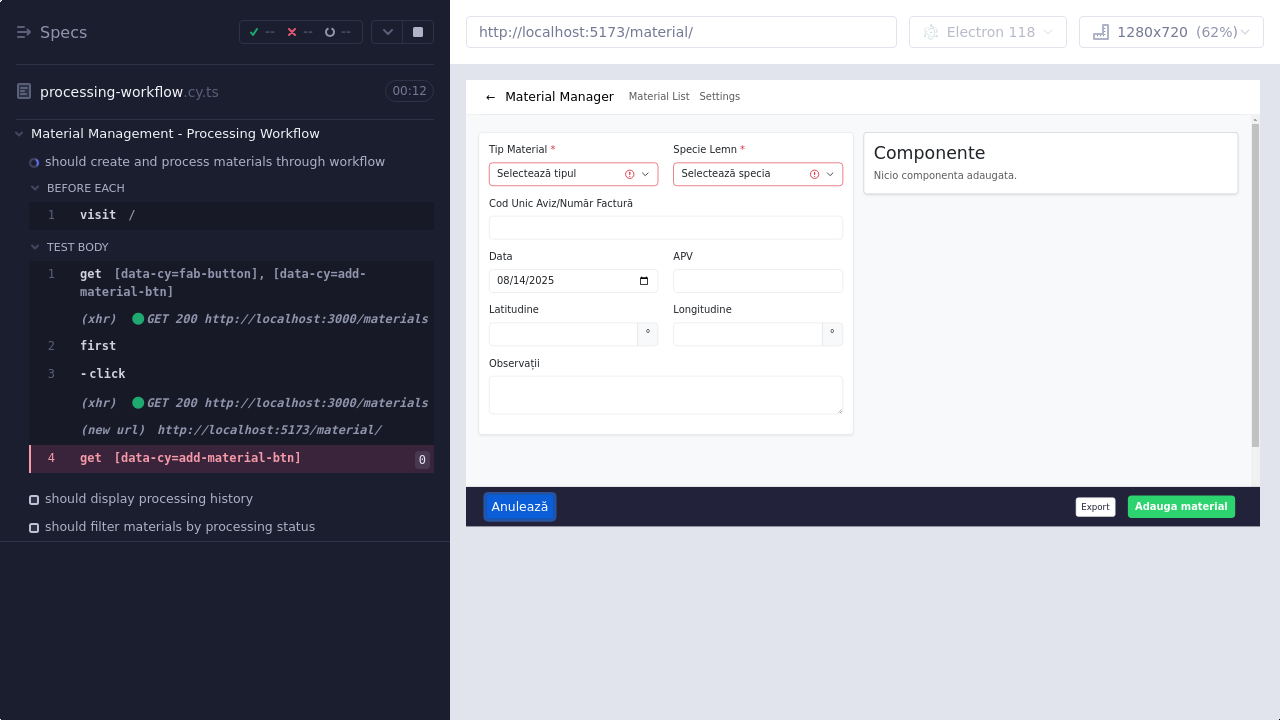 Specs
-- -- --
processing-workflow.cy.ts
00:12
Material Management - Processing Workflow
should create and process materials through workflow
BEFORE EACH
1 visit /
TEST BODY
1 get [data-cy=fab-button], [data-cy=add-
material-btn]
(xhr) GET 200 http://localhost:3000/materials
2 first
3 -click
(xhr) GET 200 http://localhost:3000/materials
(new url) http://localhost:5173/material/
4 get [data-cy=add-material-btn] 0
should display processing history
should filter materials by processing status
http://localhost:5173/material/
Electron 118
1280x720 (62%)
← Material Manager Material List Settings
Tip Material * Specie Lemn *
Selectează tipul Selectează specia
Cod Unic Aviz/Număr Factură
Data APV
08/14/2025
Latitudine Longitudine
° °
Observații
Componente
Nicio componenta adaugata.
Anulează Export Adauga material